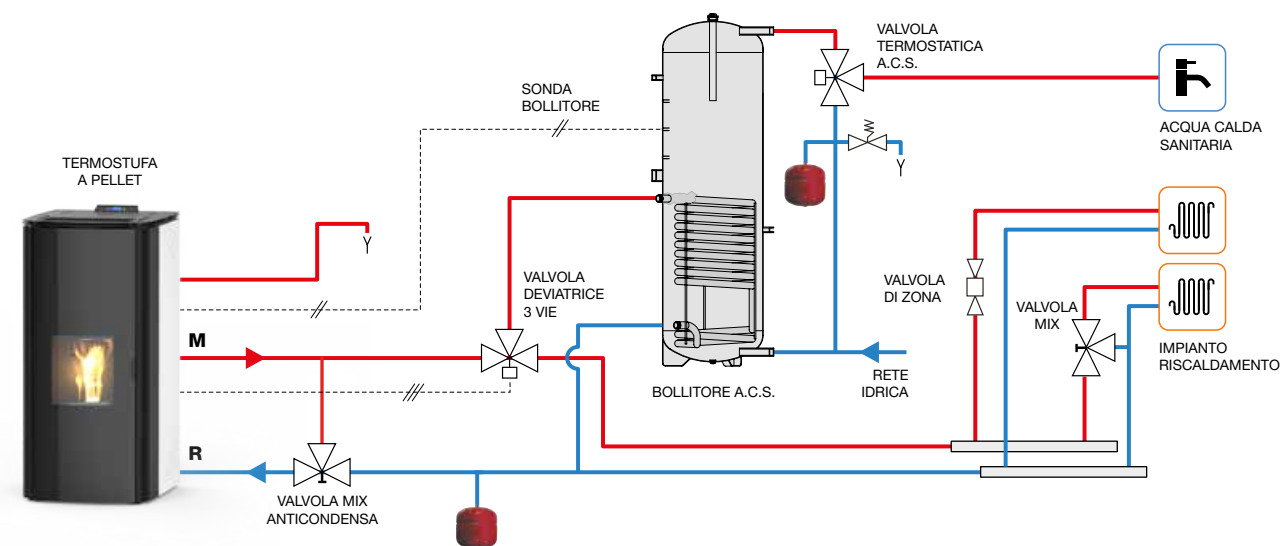 VALVOLA
TERMOSTATICA
A.C.S.
SONDA
BOLLITORE
ACQUA CALDA
SANITARIA
TERMOSTUFA
A PELLET
VALVOLA
DEVIATRICE
3 VIE
VALVOLA
DI ZONA
VALVOLA
MIX
M
IMPIANTO
RISCALDAMENTO
RETE
IDRICA
BOLLITORE A.C.S.
R
VALVOLA MIX
ANTICONDENSA